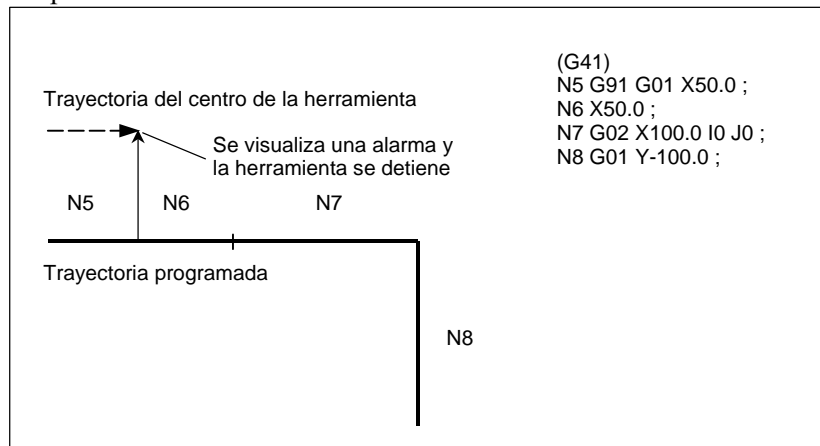 (G41)
N5 G91 G01 X50.0 ;
N6 X50.0 ;
N7 G02 X100.0 I0 J0 ;
N8 G01 Y-100.0 ;
Trayectoria del centro de la herramienta
Se visualiza una alarma y
la herramienta se detiene
N5 N6 N7
Trayectoria programada
N8